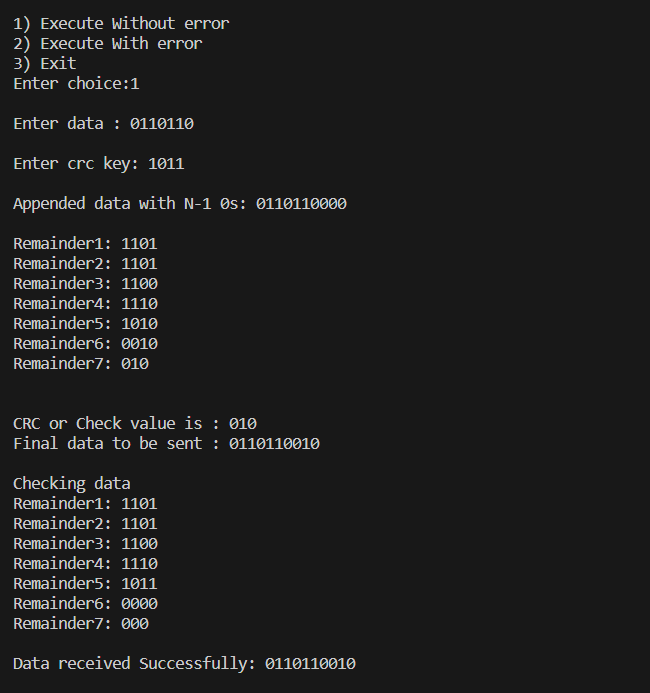 1) Execute Without error
2) Execute With error
3) Exit
Enter choice:1
Enter data : 0110110
Enter crc key: 1011
Appended data with N-1 0s: 0110110000
Remainder1: 1101
Remainder2: 1101
Remainder3: 1100
Remainder4: 1110
Remainder5: 1010
Remainder6: 0010
Remainder7: 010
CRC or Check value is : 010
Final data to be sent : 0110110010
Checking data
Remainder1: 1101
Remainder2: 1101
Remainder3: 1100
Remainder4: 1110
Remainder5: 1011
Remainder6: 0000
Remainder7: 000
Data received Successfully: 0110110010